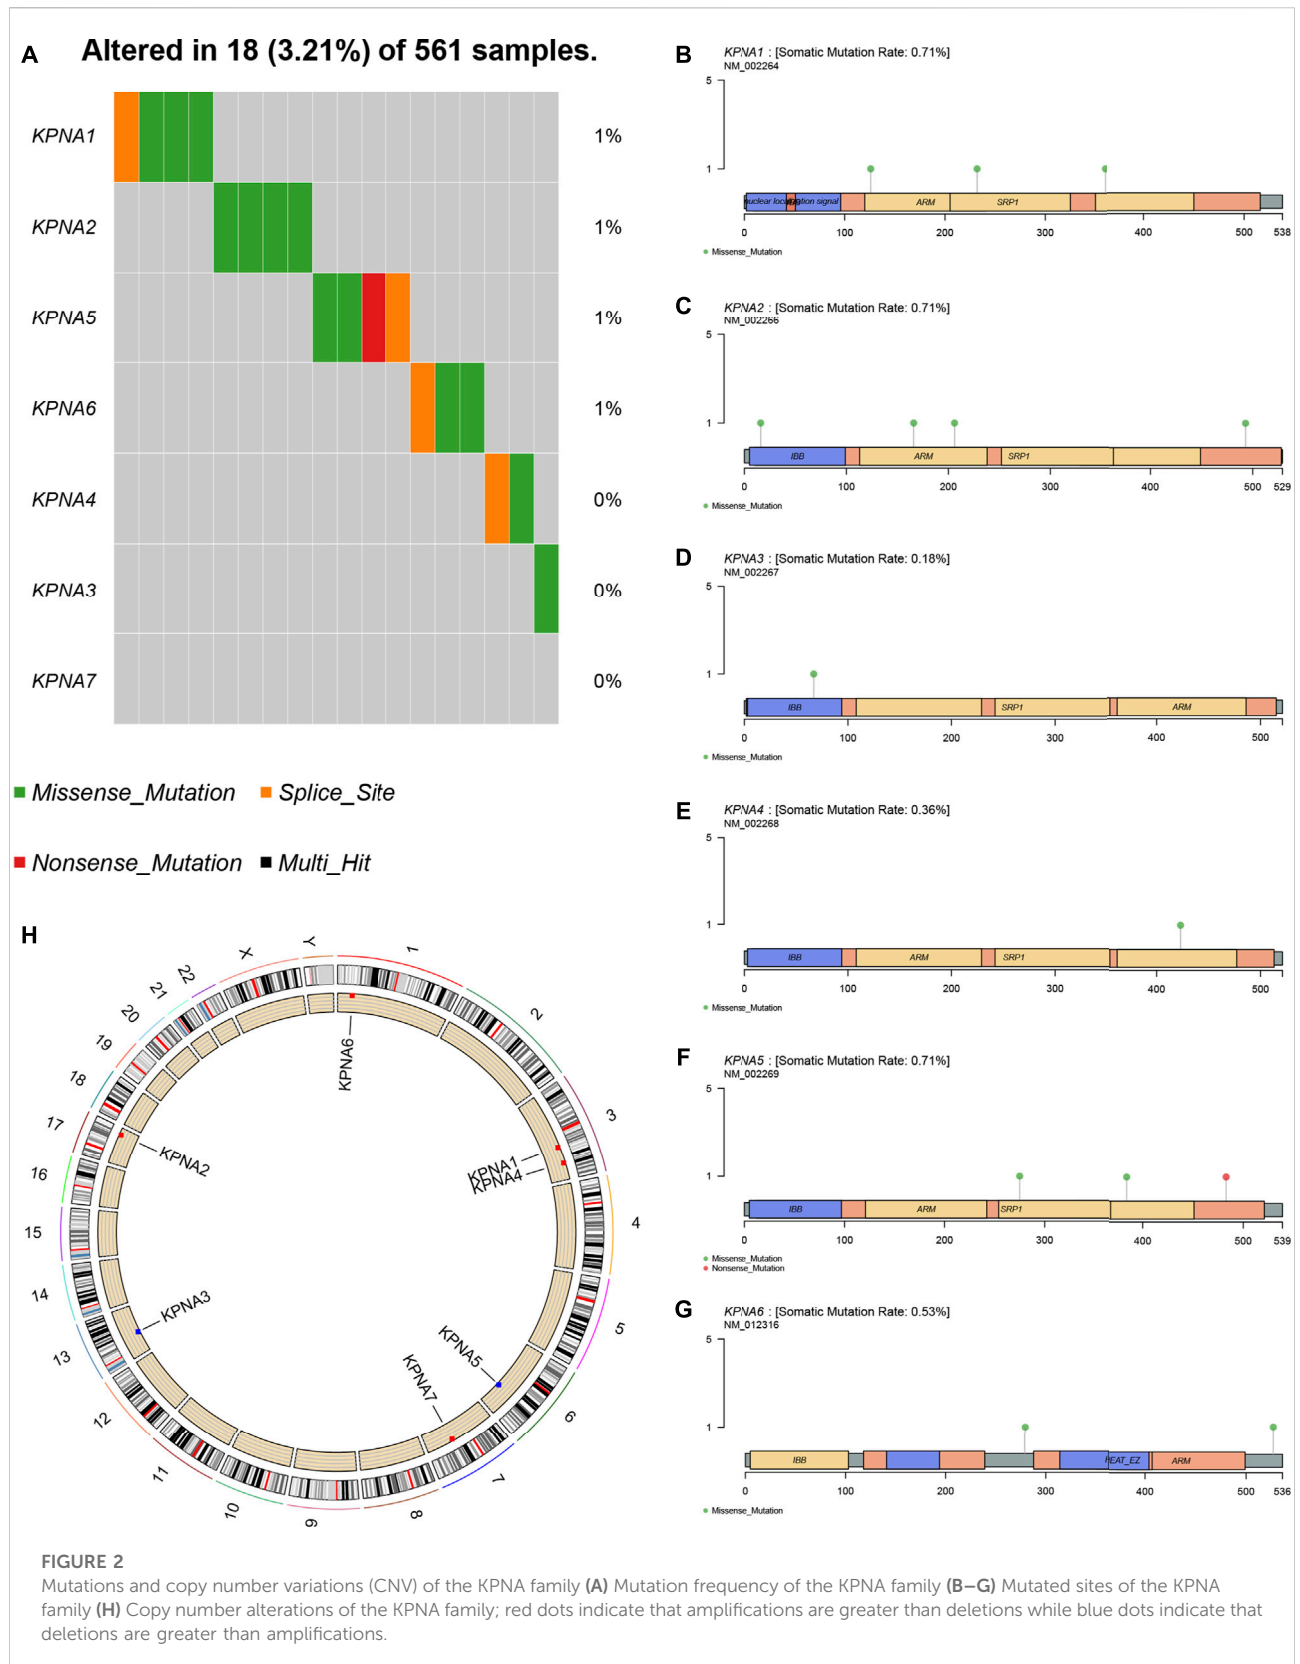 A
Altered in 18 (3.21%) of 561 samples.
KPNA1 1%
KPNA2 1%
KPNA5 1%
KPNA6 1%
KPNA4 0%
KPNA3 0%
KPNA7 0%
Missense_Mutation Splice_Site
Nonsense_Mutation Multi_Hit
B
KPNA1 : [Somatic Mutation Rate: 0.71%]
NM_002264
5
1
ARM SRP1
0 100 200 300 400 500 538
Missense_Mutation
C
KPNA2 : [Somatic Mutation Rate: 0.71%]
NM_002266
5
1
IBB ARM SRP1
0 100 200 300 400 500 529
Missense_Mutation
D
KPNA3 : [Somatic Mutation Rate: 0.18%]
NM_002267
5
1
IBB SRP1 ARM
0 100 200 300 400 500
Missense_Mutation
E
KPNA4 : [Somatic Mutation Rate: 0.36%]
NM_002268
5
1
IBB ARM SRP1
0 100 200 300 400 500
Missense_Mutation
F
KPNA5 : [Somatic Mutation Rate: 0.71%]
NM_002269
5
1
IBB ARM SRP1
0 100 200 300 400 500 539
Missense_Mutation
Nonsense_Mutation
G
KPNA6 : [Somatic Mutation Rate: 0.53%]
NM_012316
5
1
IBB HEAT_EZ ARM
0 100 200 300 400 500 536
Missense_Mutation
H
1
2
3
4
5
6
7
8
9
10
11
12
13
14
15
16
17
18
19
20
21
22
X
Y
KPNA6
KPNA1
KPNA4
KPNA5
KPNA7
KPNA3
KPNA2
FIGURE 2
Mutations and copy number variations (CNV) of the KPNA family (A) Mutation frequency of the KPNA family (B–G) Mutated sites of the KPNA
family (H) Copy number alterations of the KPNA family; red dots indicate that amplifications are greater than deletions while blue dots indicate that
deletions are greater than amplifications.